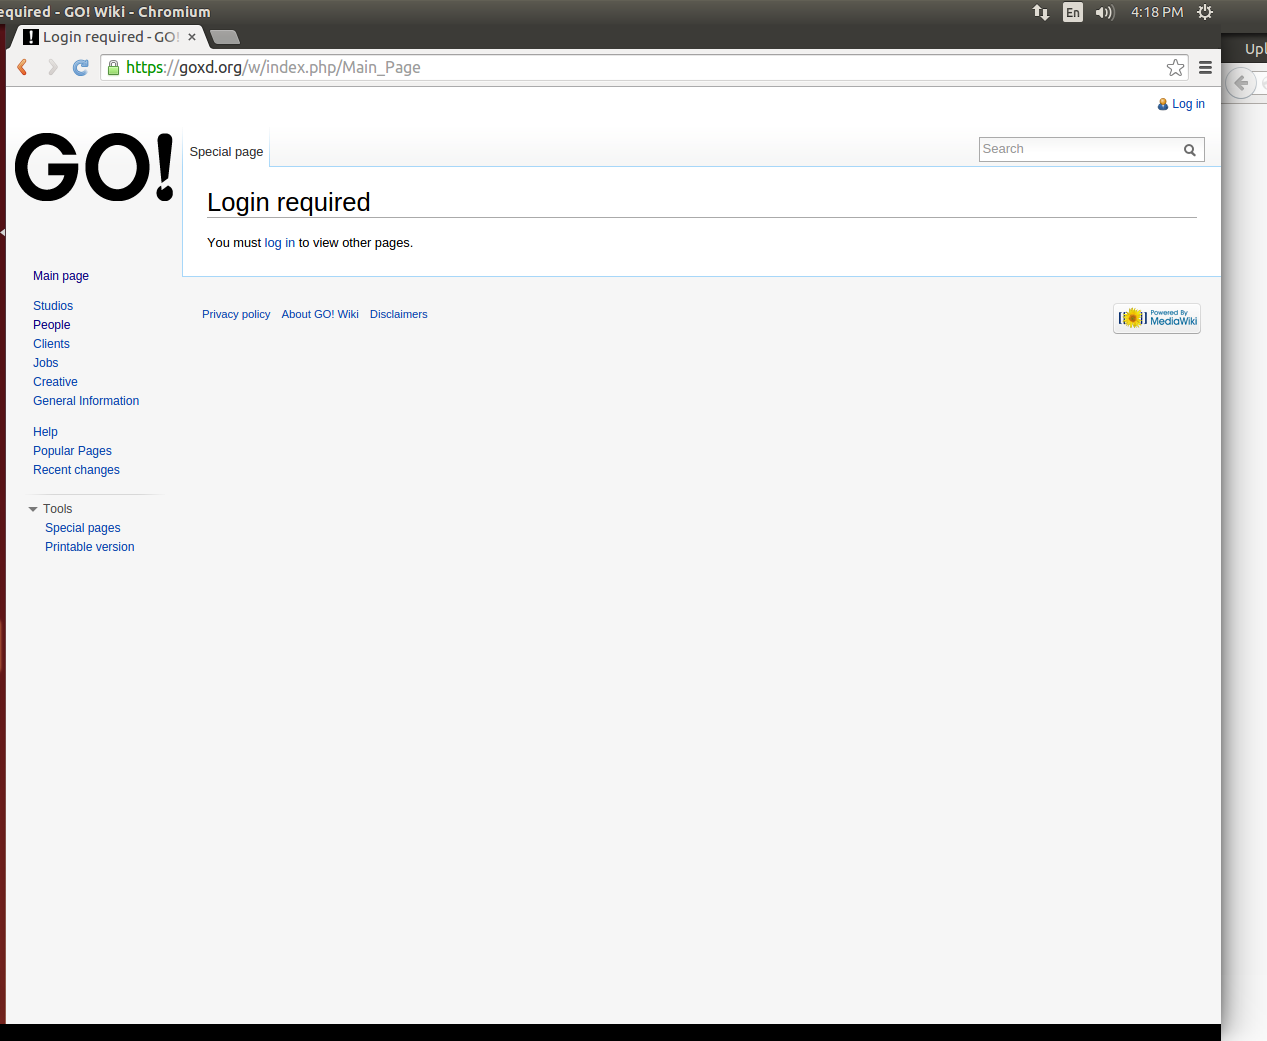 equired - GO! Wiki - Chromium
En
4:18 PM
Login required - GO!
Upl
https://goxd.org/w/index.php/Main_Page
Log in
GO!
Special page
Search
Login required
You must log in to view other pages.
Main page
Studios
People
Clients
Jobs
Creative
General Information
Help
Popular Pages
Recent changes
Tools
Special pages
Printable version
Privacy policy About GO! Wiki Disclaimers
Powered By
MediaWiki